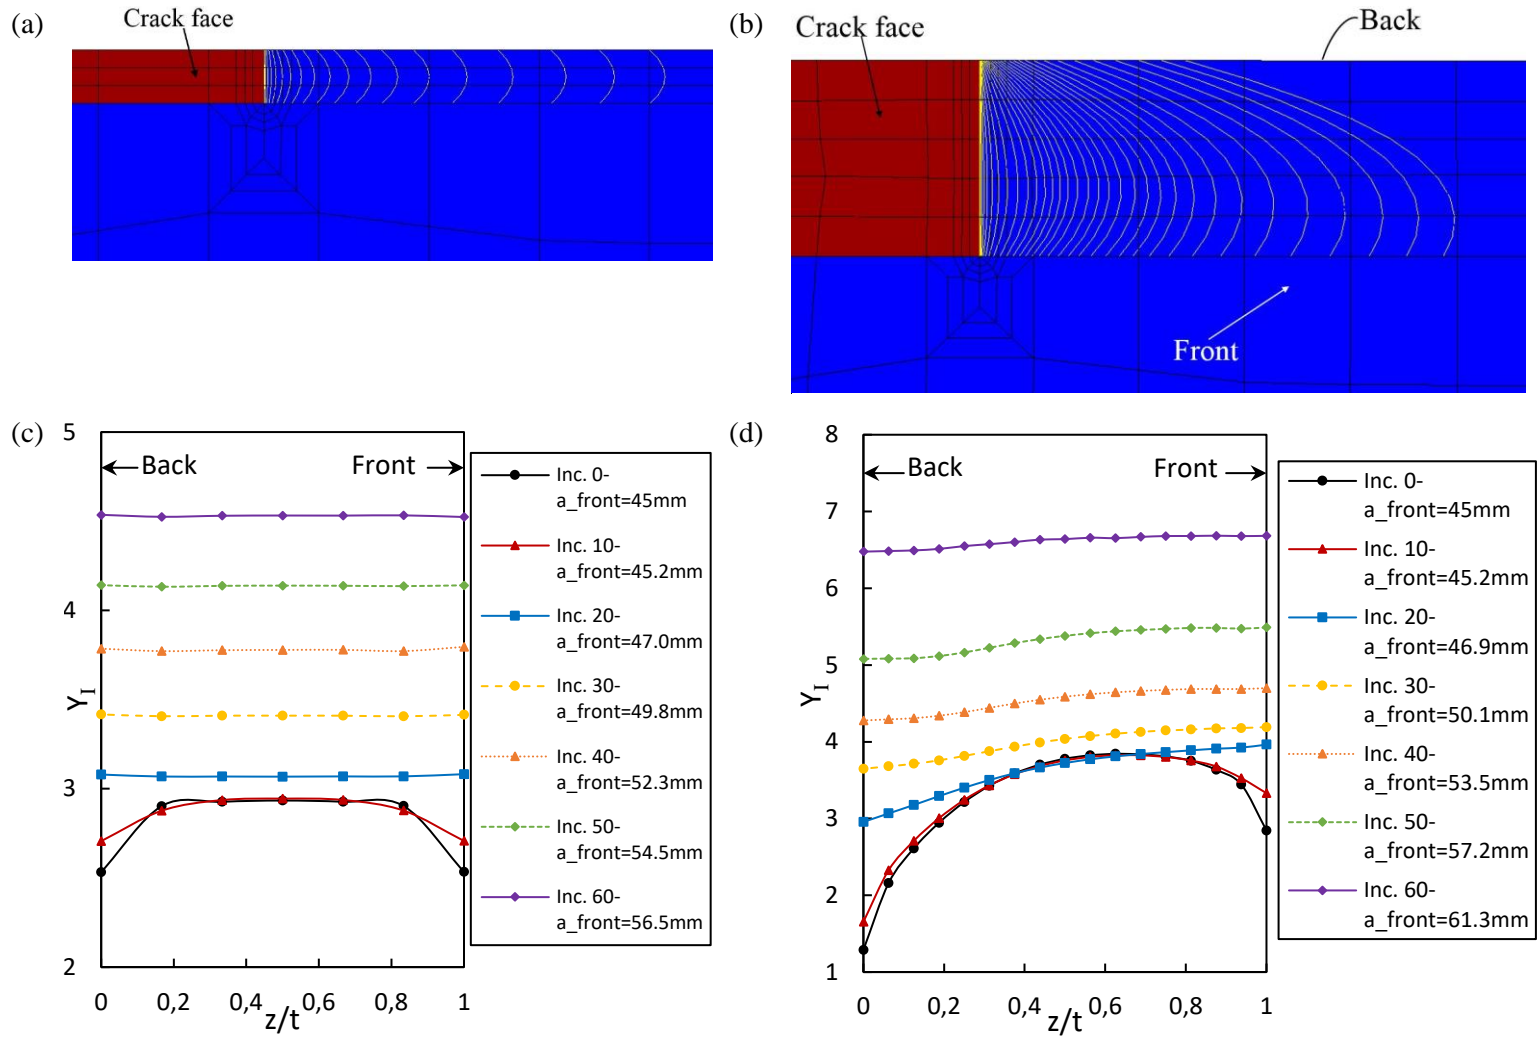 (a)
Crack face
(b)
Crack face
Back
Front
(c)
5
4
3
2
Y_I
Back
Front
0
0,2
0,4
0,6
0,8
1
z/t
Inc. 0-
a_front=45mm
Inc. 10-
a_front=45.2mm
Inc. 20-
a_front=47.0mm
Inc. 30-
a_front=49.8mm
Inc. 40-
a_front=52.3mm
Inc. 50-
a_front=54.5mm
Inc. 60-
a_front=56.5mm
(d)
8
7
6
5
4
3
2
1
Y_I
Back
Front
0
0,2
0,4
0,6
0,8
1
z/t
Inc. 0-
a_front=45mm
Inc. 10-
a_front=45.2mm
Inc. 20-
a_front=46.9mm
Inc. 30-
a_front=50.1mm
Inc. 40-
a_front=53.5mm
Inc. 50-
a_front=57.2mm
Inc. 60-
a_front=61.3mm